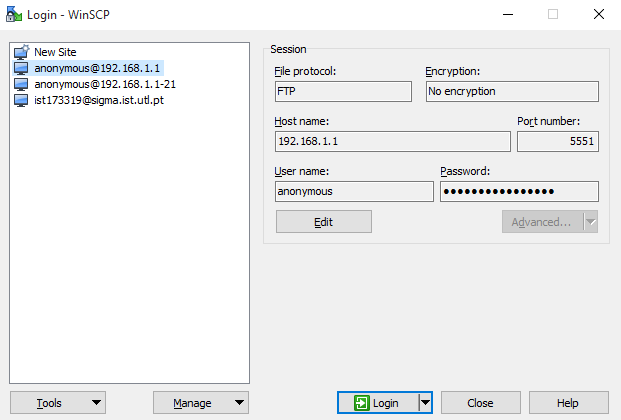 Login - WinSCP
New Site
anonymous@192.168.1.1
anonymous@192.168.1.1-21
ist173319@sigma.ist.utl.pt
Session
File protocol:
Encryption:
FTP
No encryption
Host name:
Port number:
192.168.1.1
5551
User name:
Password:
anonymous
••••••••••••••••
Edit
Advanced...
Tools
Manage
Login
Close
Help